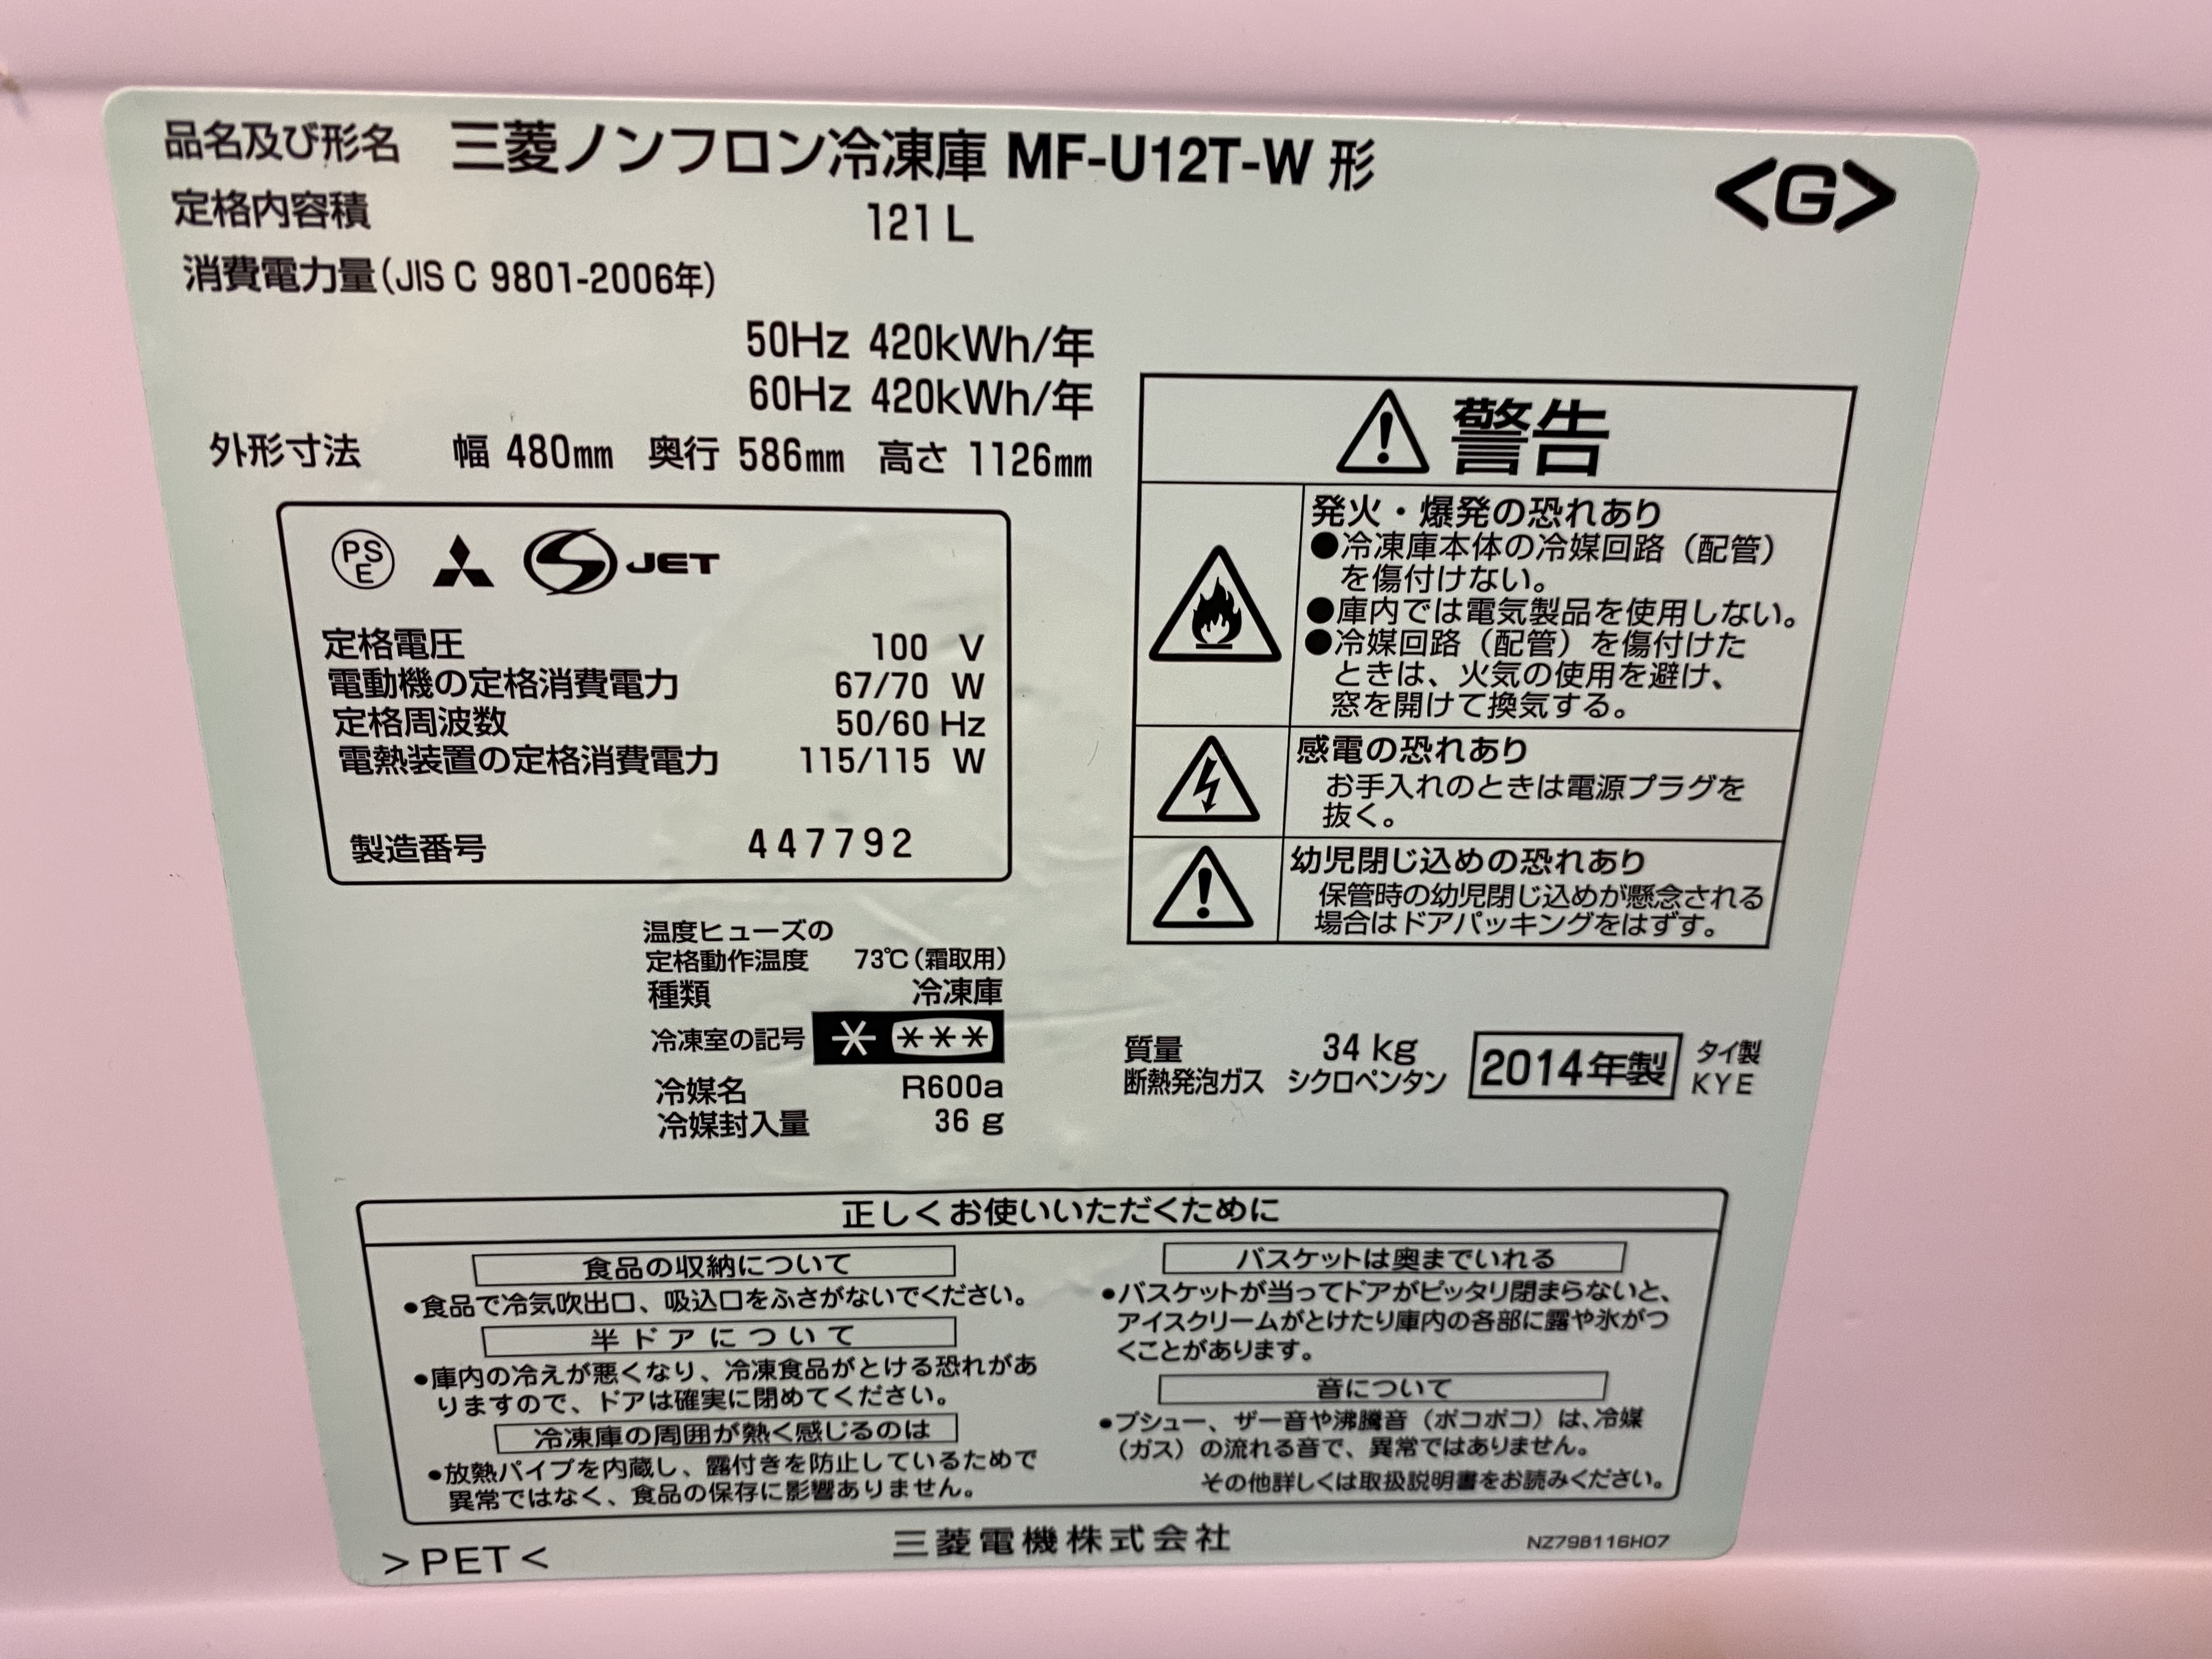 品名及び形名 三菱ノンフロン冷凍庫 MF-U12T-W 形
<G>
定格内容積 121 L
消費電力量(JIS C 9801-2006年)
50Hz 420kWh/年
60Hz 420kWh/年
外形寸法 幅 480mm 奥行 586mm 高さ 1126mm
PSE JET
定格電圧 100 V
電動機の定格消費電力 67/70 W
定格周波数 50/60 Hz
電熱装置の定格消費電力 115/115 W
製造番号 447792
温度ヒューズの
定格動作温度 73℃(霜取用)
種類 冷凍庫
冷凍室の記号 * ***
冷媒名 R600a
冷媒封入量 36 g
警告
発火・爆発の恐れあり
●冷凍庫本体の冷媒回路(配管)
を傷付けない。
●庫内では電気製品を使用しない。
●冷媒回路(配管)を傷付けた
ときは、火気の使用を避け、
窓を開けて換気する。
感電の恐れあり
お手入れのときは電源プラグを
抜く。
幼児閉じ込めの恐れあり
保管時の幼児閉じ込めが懸念される
場合はドアパッキングをはずす。
質量 34 kg
断熱発泡ガス シクロペンタン
2014年製
タイ製
KYE
正しくお使いいただくために
食品の収納について
●食品で冷気吹出口、吸込口をふさがないでください。
半ドアについて
●庫内の冷えが悪くなり、冷凍食品がとける恐れがあ
りますので、ドアは確実に閉めてください。
冷凍庫の周囲が熱く感じるのは
●放熱パイプを内蔵し、露付きを防止しているためで
異常ではなく、食品の保存に影響ありません。
バスケットは奥までいれる
●バスケットが当ってドアがピッタリ閉まらないと、
アイスクリームがとけたり庫内の各部に露や氷がつ
くことがあります。
音について
●プシュー、ザー音や沸騰音(ポコポコ)は、冷媒
(ガス)の流れる音で、異常ではありません。
その他詳しくは取扱説明書をお読みください。
>PET<
三菱電機株式会社
NZ79B116H07